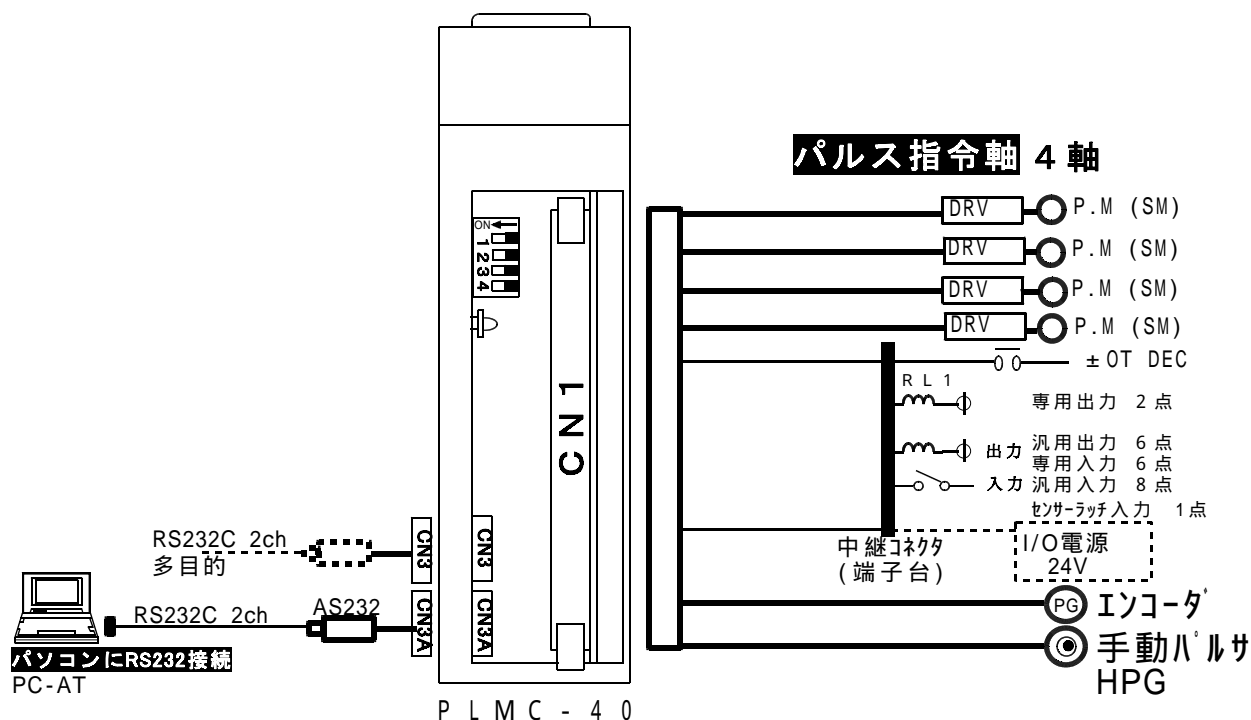 パルス指令軸 4軸
ON
1
2
3
4
DRV P.M (SM)
DRV P.M (SM)
DRV P.M (SM)
DRV P.M (SM)
±OT DEC
RL1
専用出力 2点
出力 汎用出力 6点
専用入力 6点
入力 汎用入力 8点
センサーラッチ入力 1点
CN1
中継コネクタ
(端子台)
I/O電源
24V
RS232C 2ch
多目的
CN3
CN3
RS232C 2ch
AS232
CN3A
CN3A
パソコンにRS232接続
PC-AT
PG エンコーダ
手動パルサ
HPG
PLMC-40